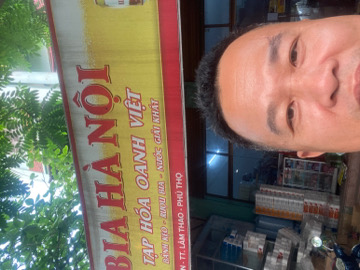 BIA HÀ NỘI
TẠP HÓA OANH VIỆT
BÁNH KẸO - RƯỢU BIA - NƯỚC GIẢI KHÁT
TT. LÂM THAO - PHÚ THỌ